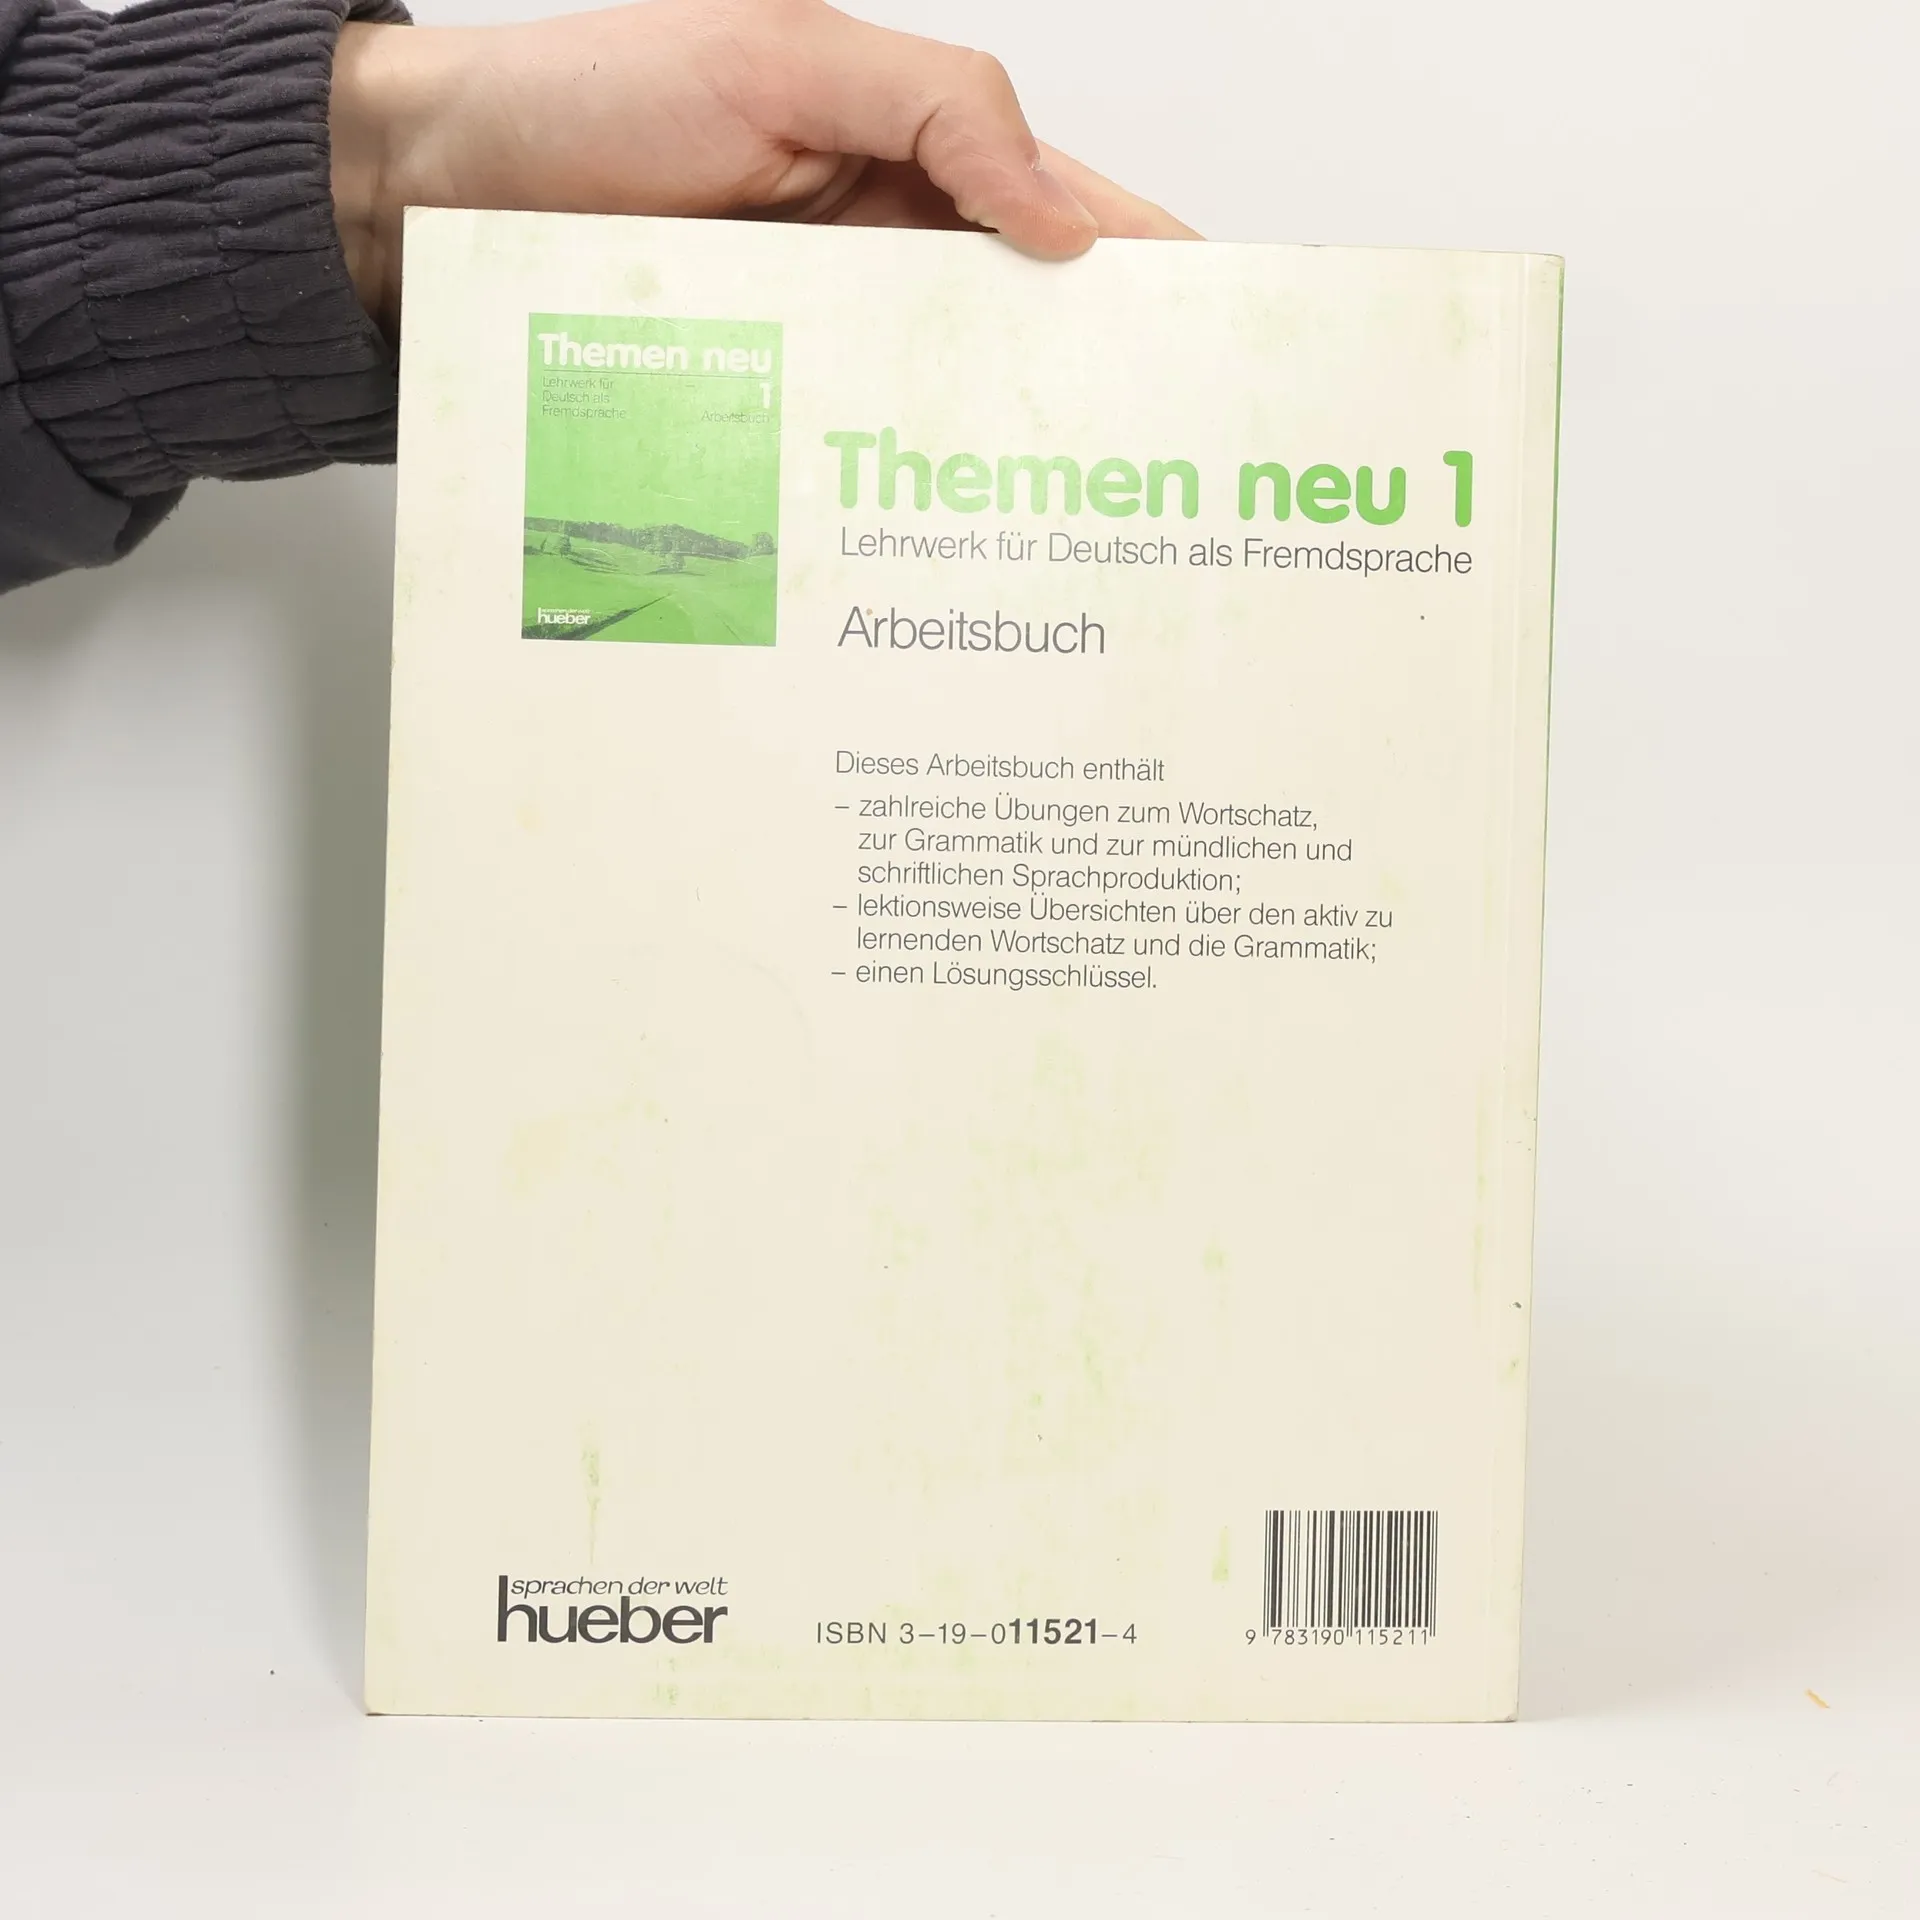 Themen neu
1
Lehrwerk für
Deutsch als
Fremdsprache
Arbeitsbuch
sprachen der welt
hueber
Themen neu 1
Lehrwerk für Deutsch als Fremdsprache
Arbeitsbuch
Dieses Arbeitsbuch enthält
– zahlreiche Übungen zum Wortschatz,
zur Grammatik und zur mündlichen und
schriftlichen Sprachproduktion;
– lektionsweise Übersichten über den aktiv zu
lernenden Wortschatz und die Grammatik;
– einen Lösungsschlüssel.
sprachen der welt
hueber
ISBN 3–19–011521–4
9 783190 115211